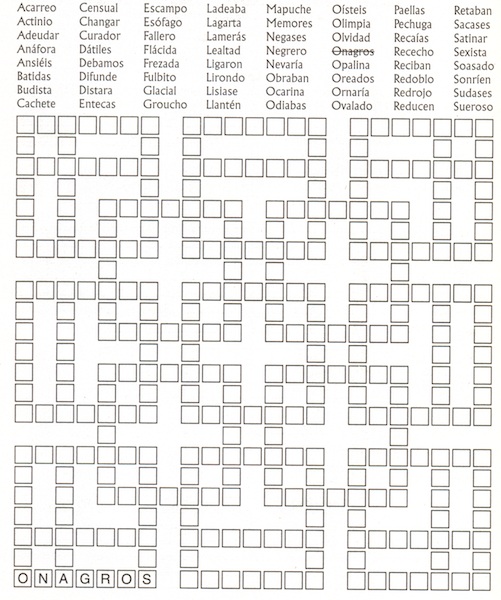 Acarreo Censual Escampo Ladeaba Mapuche Oísteis Paellas Retaban
Actinio Changar Esófago Lagarta Memores Olimpia Pechuga Sacases
Adeudar Curador Fallero Lamerás Negases Olvidad Recaías Satinar
Anáfora Dátiles Flácida Lealtad Negrero Onagros Rececho Sexista
Ansiéis Debamos Frezada Ligaron Nevaría Opalina Reciban Soasado
Batidas Difunde Fulbito Lirondo Obraban Oreados Redoblo Sonríen
Budista Distara Glacial Lisiase Ocarina Ornaría Redrojo Sudases
Cachete Entecas Groucho Llantén Odiabas Ovalado Reducen Sueroso
ONAGROS